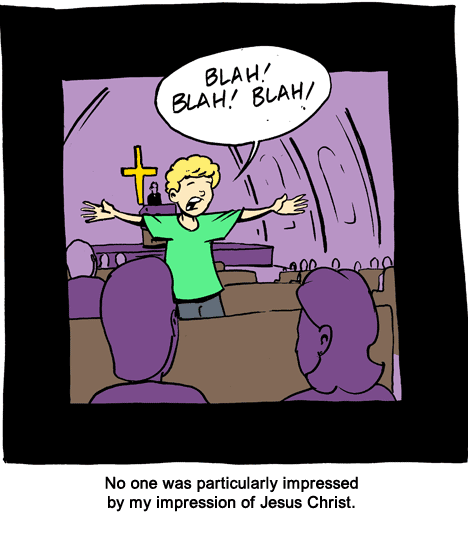 BLAH!
BLAH! BLAH!
No one was particularly impressed
by my impression of Jesus Christ.